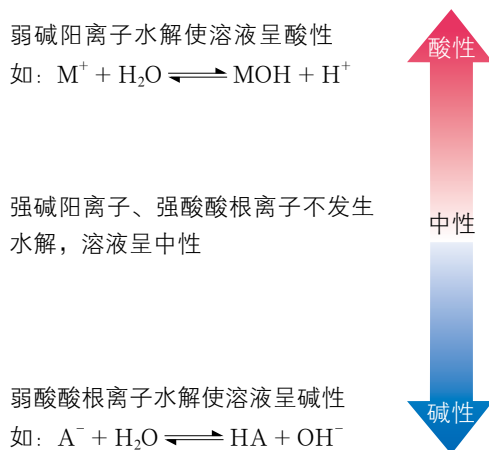 弱碱阳离子水解使溶液呈酸性
如：M⁺ + H₂O ⇌ MOH + H⁺
酸性
强碱阳离子、强酸酸根离子不发生
水解，溶液呈中性
中性
弱酸酸根离子水解使溶液呈碱性
如：A⁻ + H₂O ⇌ HA + OH⁻
碱性